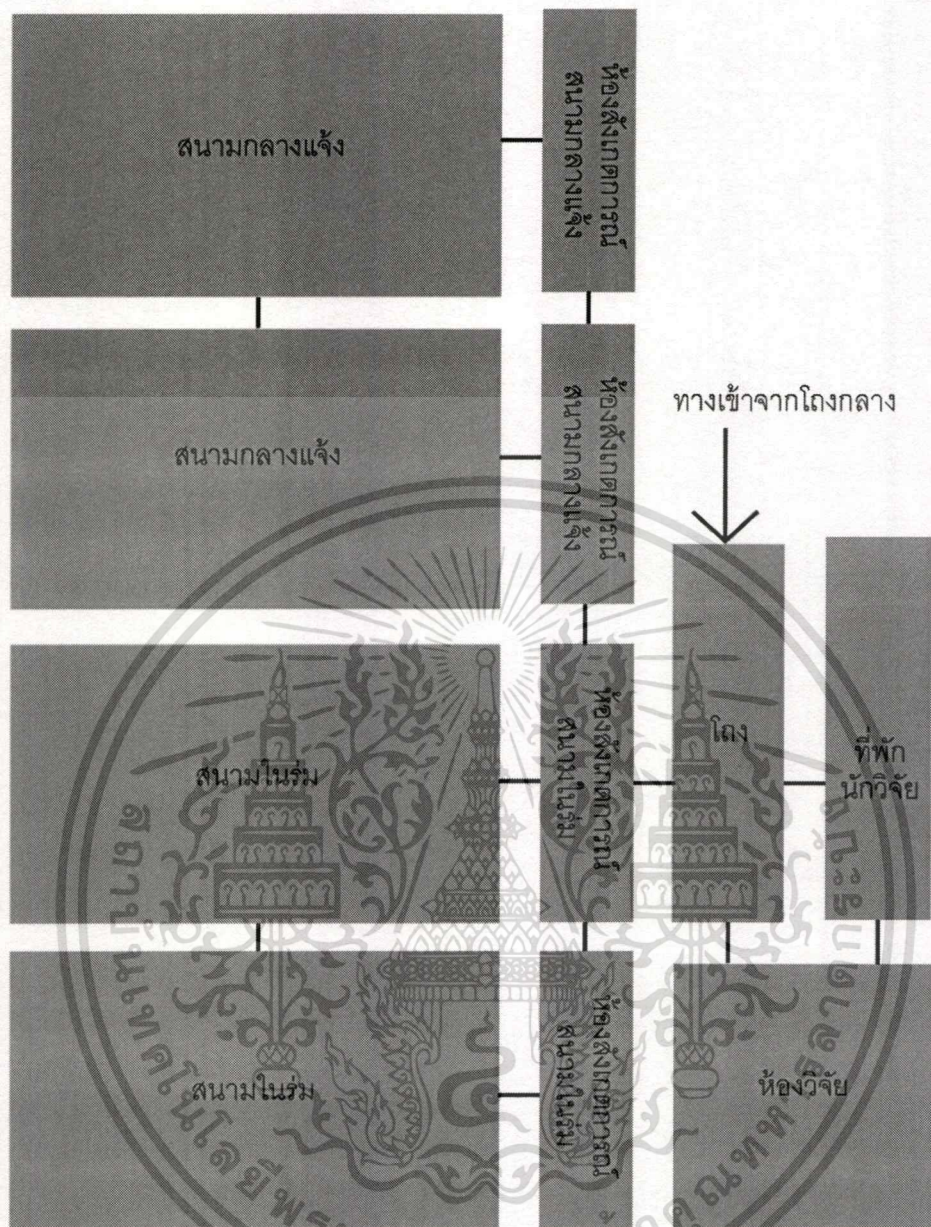 สนามกลางแจ้ง
ห้องสังเกตการณ์
สนามกลางแจ้ง
สนามกลางแจ้ง
ห้องสังเกตการณ์
สนามกลางแจ้ง
ทางเข้าจากโถงกลาง
สนามในร่ม
ห้องสังเกตการณ์
สนามในร่ม
โถง
ที่พัก
นักวิจัย
สนามในร่ม
ห้องสังเกตการณ์
สนามในร่ม
ห้องวิจัย